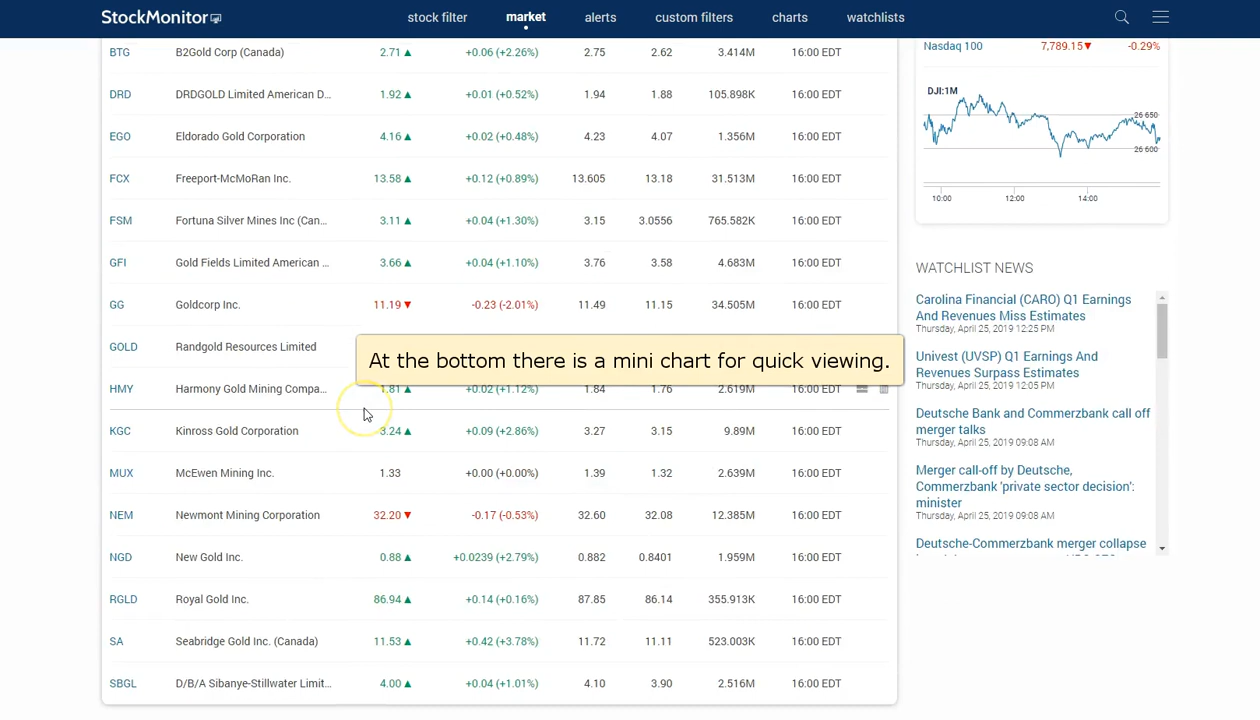 StockMonitor
stock filter market alerts custom filters charts watchlists
BTG B2Gold Corp (Canada) 2.71 ▲ +0.06 (+2.26%) 2.75 2.62 3.414M 16:00 EDT
DRD DRDGOLD Limited American D... 1.92 ▲ +0.01 (+0.52%) 1.94 1.88 105.898K 16:00 EDT
EGO Eldorado Gold Corporation 4.16 ▲ +0.02 (+0.48%) 4.23 4.07 1.356M 16:00 EDT
FCX Freeport-McMoRan Inc. 13.58 ▲ +0.12 (+0.89%) 13.605 13.18 31.513M 16:00 EDT
FSM Fortuna Silver Mines Inc (Can... 3.11 ▲ +0.04 (+1.30%) 3.15 3.0556 765.582K 16:00 EDT
GFI Gold Fields Limited American ... 3.66 ▲ +0.04 (+1.10%) 3.76 3.58 4.683M 16:00 EDT
GG Goldcorp Inc. 11.19 ▼ -0.23 (-2.01%) 11.49 11.15 34.505M 16:00 EDT
GOLD Randgold Resources Limited
At the bottom there is a mini chart for quick viewing.
HMY Harmony Gold Mining Compa... 1.81 ▲ +0.02 (+1.12%) 1.84 1.76 2.619M 16:00 EDT
KGC Kinross Gold Corporation 3.24 ▲ +0.09 (+2.86%) 3.27 3.15 9.89M 16:00 EDT
MUX McEwen Mining Inc. 1.33 +0.00 (+0.00%) 1.39 1.32 2.639M 16:00 EDT
NEM Newmont Mining Corporation 32.20 ▼ -0.17 (-0.53%) 32.60 32.08 12.385M 16:00 EDT
NGD New Gold Inc. 0.88 ▲ +0.0239 (+2.79%) 0.882 0.8401 1.959M 16:00 EDT
RGLD Royal Gold Inc. 86.94 ▲ +0.14 (+0.16%) 87.85 86.14 355.913K 16:00 EDT
SA Seabridge Gold Inc. (Canada) 11.53 ▲ +0.42 (+3.78%) 11.72 11.11 523.003K 16:00 EDT
SBGL D/B/A Sibanye-Stillwater Limit... 4.00 ▲ +0.04 (+1.01%) 4.10 3.90 2.516M 16:00 EDT
Nasdaq 100 7,789.15▼ -0.29%
DJI:1M
26 650
26 600
10:00 12:00 14:00
WATCHLIST NEWS
Carolina Financial (CARO) Q1 Earnings
And Revenues Miss Estimates
Thursday, April 25, 2019 12:25 PM
Univest (UVSP) Q1 Earnings And
Revenues Surpass Estimates
Thursday, April 25, 2019 12:05 PM
Deutsche Bank and Commerzbank call off
merger talks
Thursday, April 25, 2019 09:08 AM
Merger call-off by Deutsche,
Commerzbank 'private sector decision':
minister
Thursday, April 25, 2019 09:08 AM
Deutsche-Commerzbank merger collapse